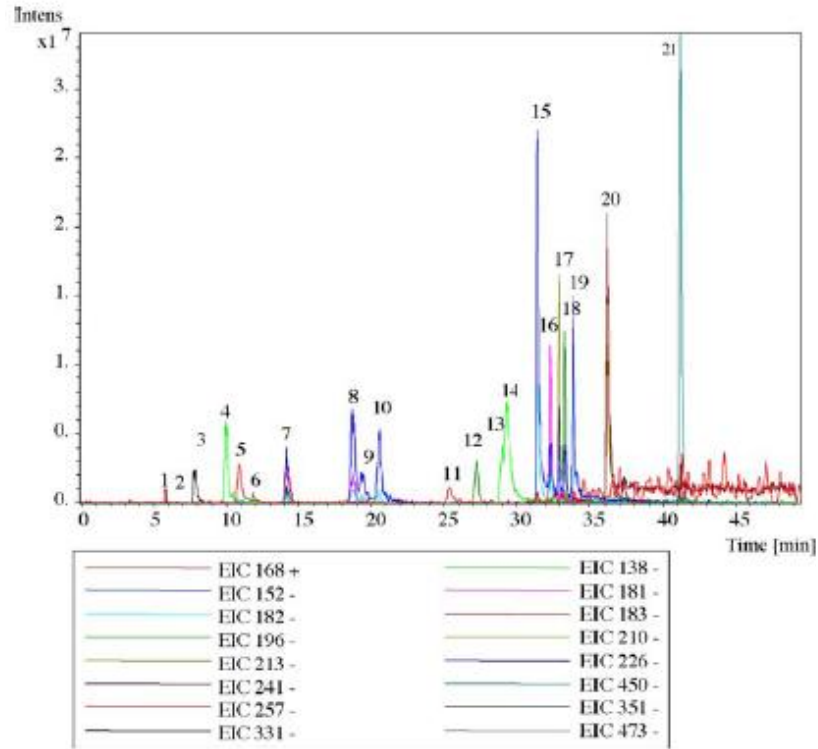 Intens
x1 7
3.
2.
2.
1.
1.
0.
0.
1
2
3
4
5
6
7
8
9
10
11
12
13
14
15
16
17
18
19
20
21
0 5 10 15 20 25 30 35 40 45
Time [min]
EIC 168 +
EIC 152 -
EIC 182 -
EIC 196 -
EIC 213 -
EIC 241 -
EIC 257 -
EIC 331 -
EIC 138 -
EIC 181 -
EIC 183 -
EIC 210 -
EIC 226 -
EIC 450 -
EIC 351 -
EIC 473 -